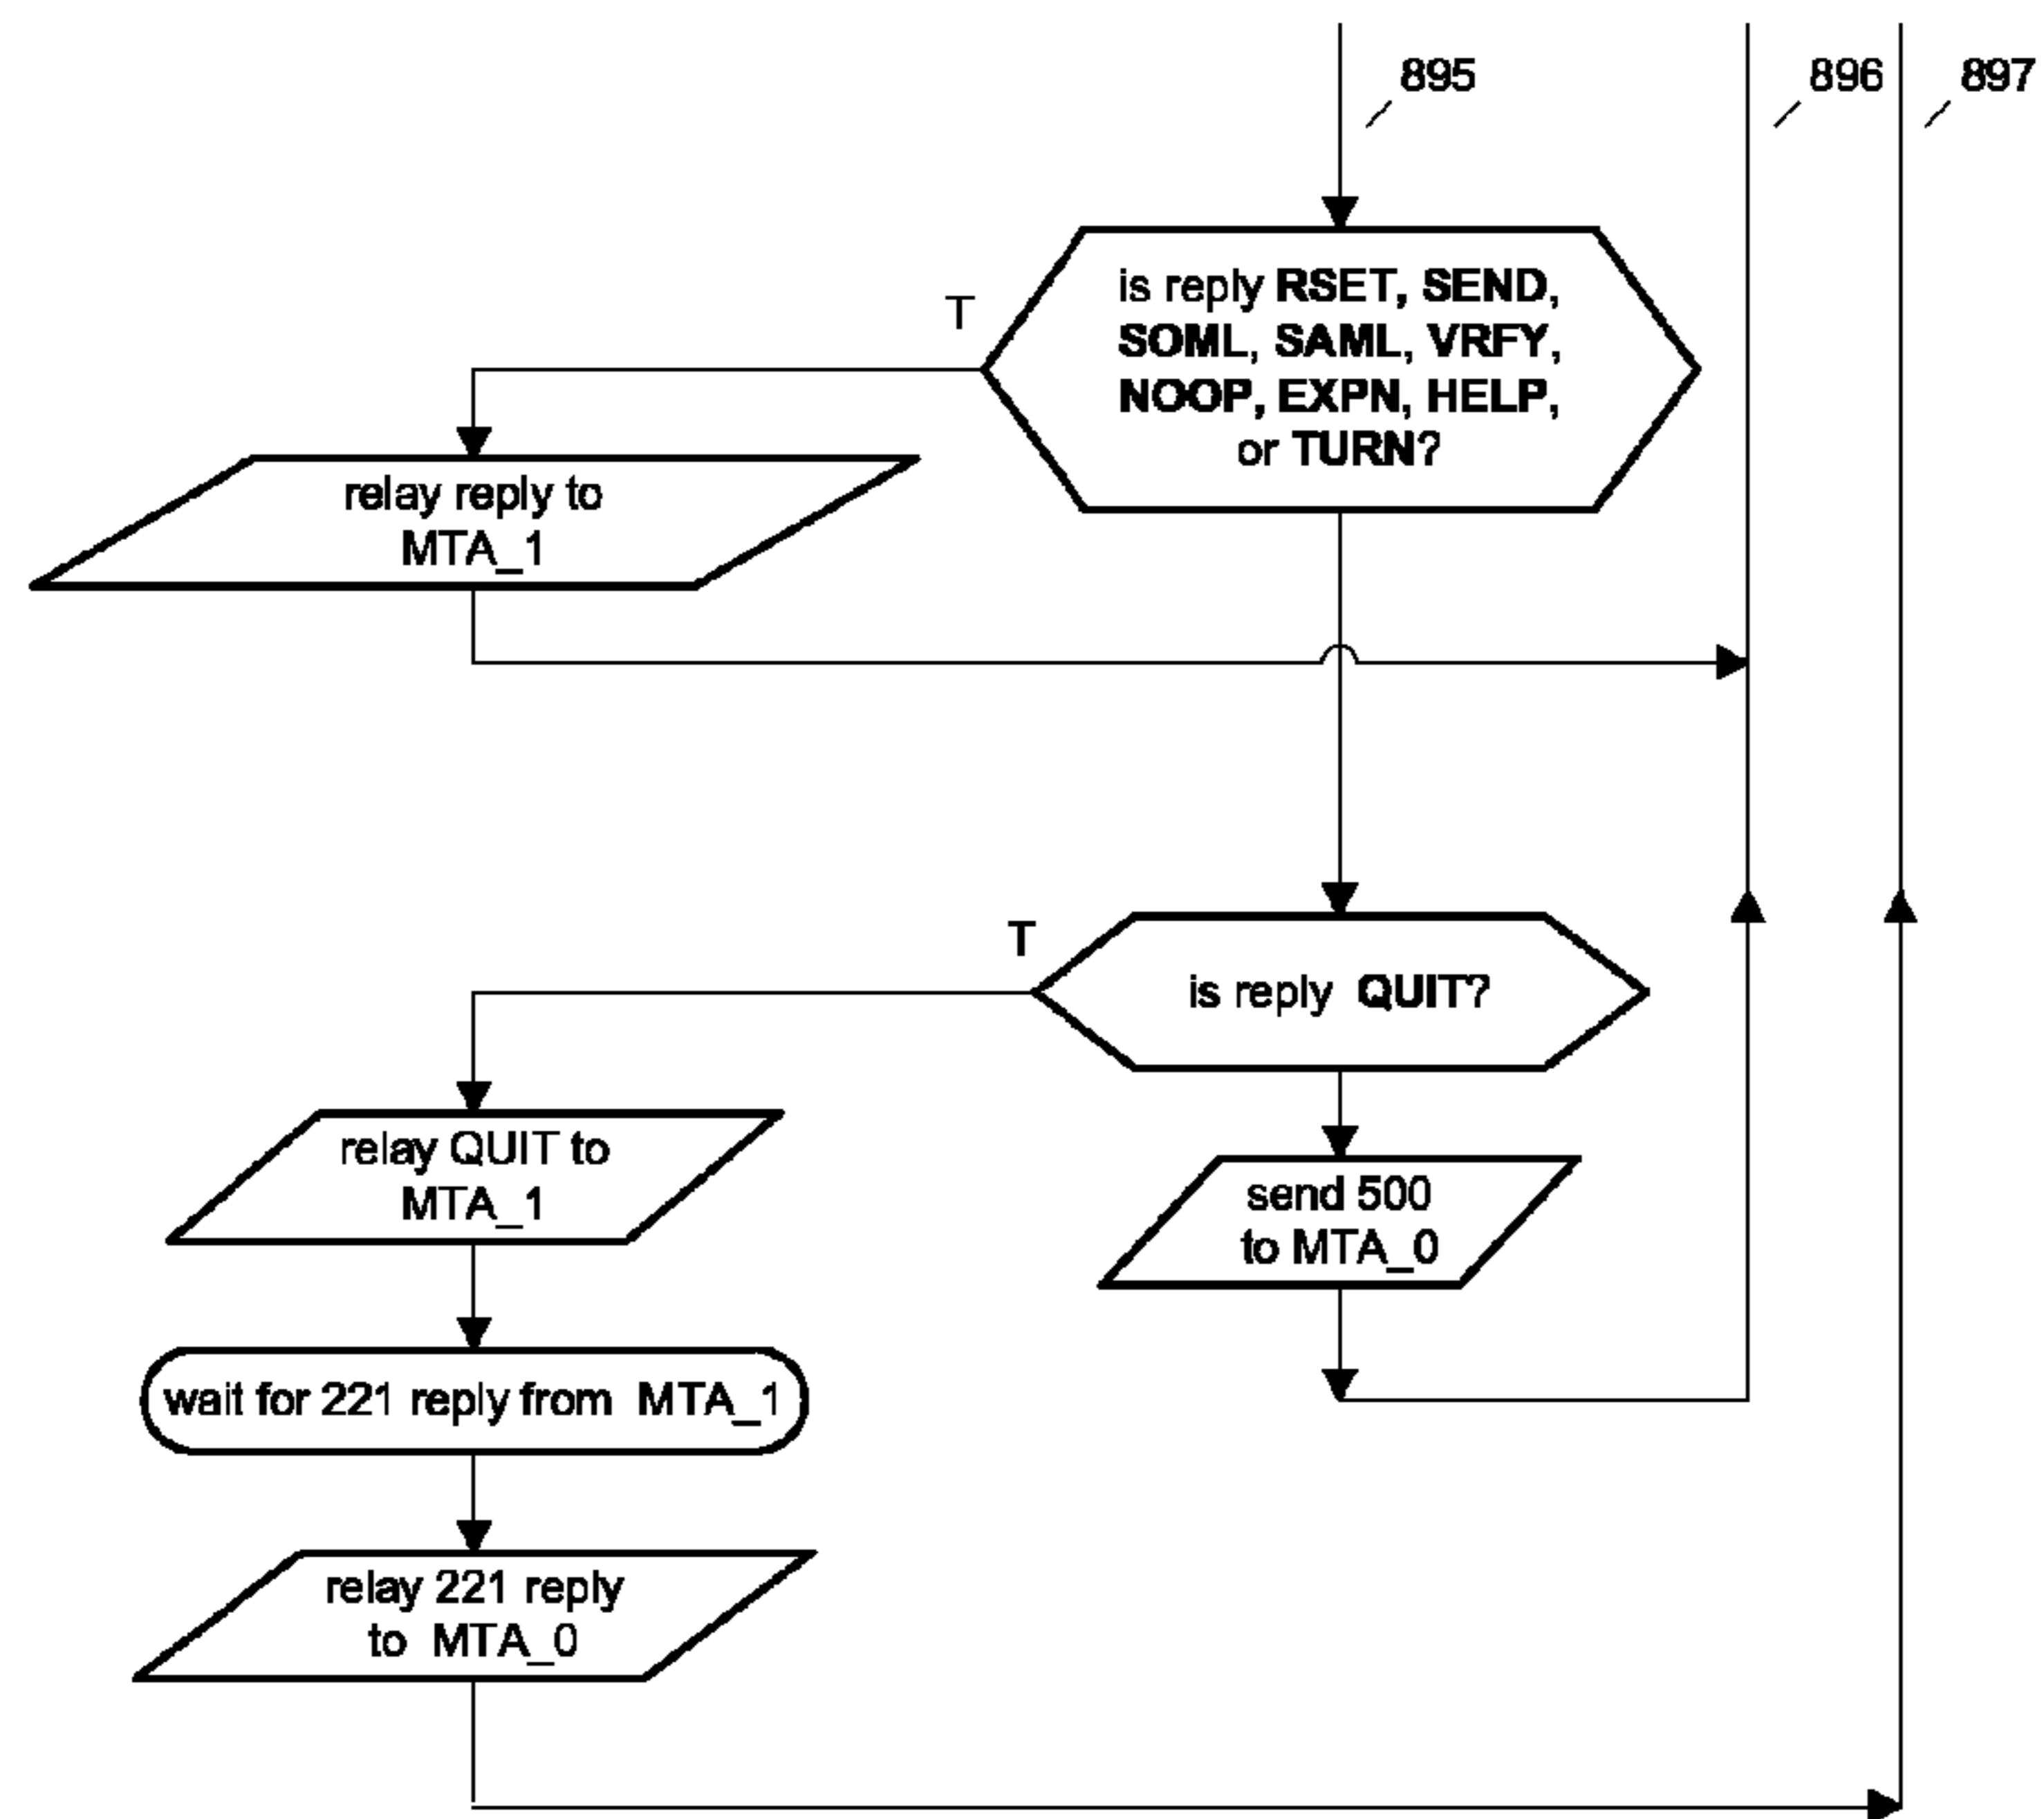 895
896
897
is reply RSET, SEND,
SOML, SAML, VRFY,
NOOP, EXPN, HELP,
or TURN?
T
relay reply to
MTA_1
T
is reply QUIT?
relay QUIT to
MTA_1
send 500
to MTA_0
wait for 221 reply from MTA_1
relay 221 reply
to MTA_0